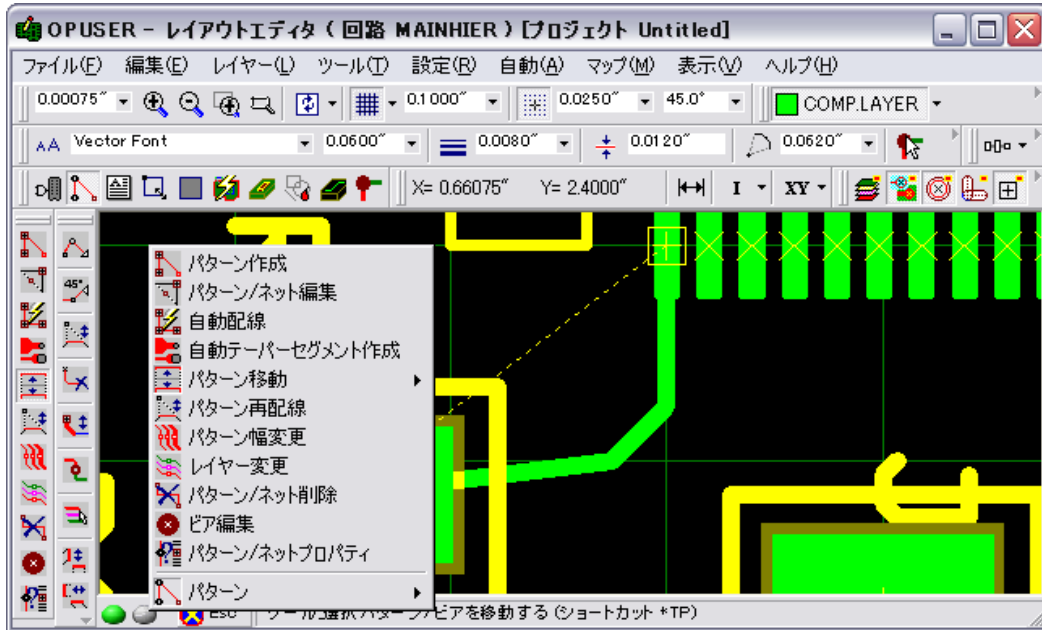 OPUSER - レイアウトエディタ ( 回路 MAINHIER ) [プロジェクト Untitled]
ファイル(F) 編集(E) レイヤー(L) ツール(T) 設定(R) 自動(A) マップ(M) 表示(V) ヘルプ(H)
0.00075" 0.1000" 0.0250" 45.0° COMP.LAYER
AA Vector Font 0.0600" 0.0080" 0.0120" 0.0620"
X= 0.66075" Y= 2.4000" I XY
45°
パターン作成
パターン/ネット編集
自動配線
自動テーパーセグメント作成
パターン移動
パターン再配線
パターン幅変更
レイヤー変更
パターン/ネット削除
ビア編集
パターン/ネットプロパティ
パターン
Esc ビアを移動する (ショートカット *TP)